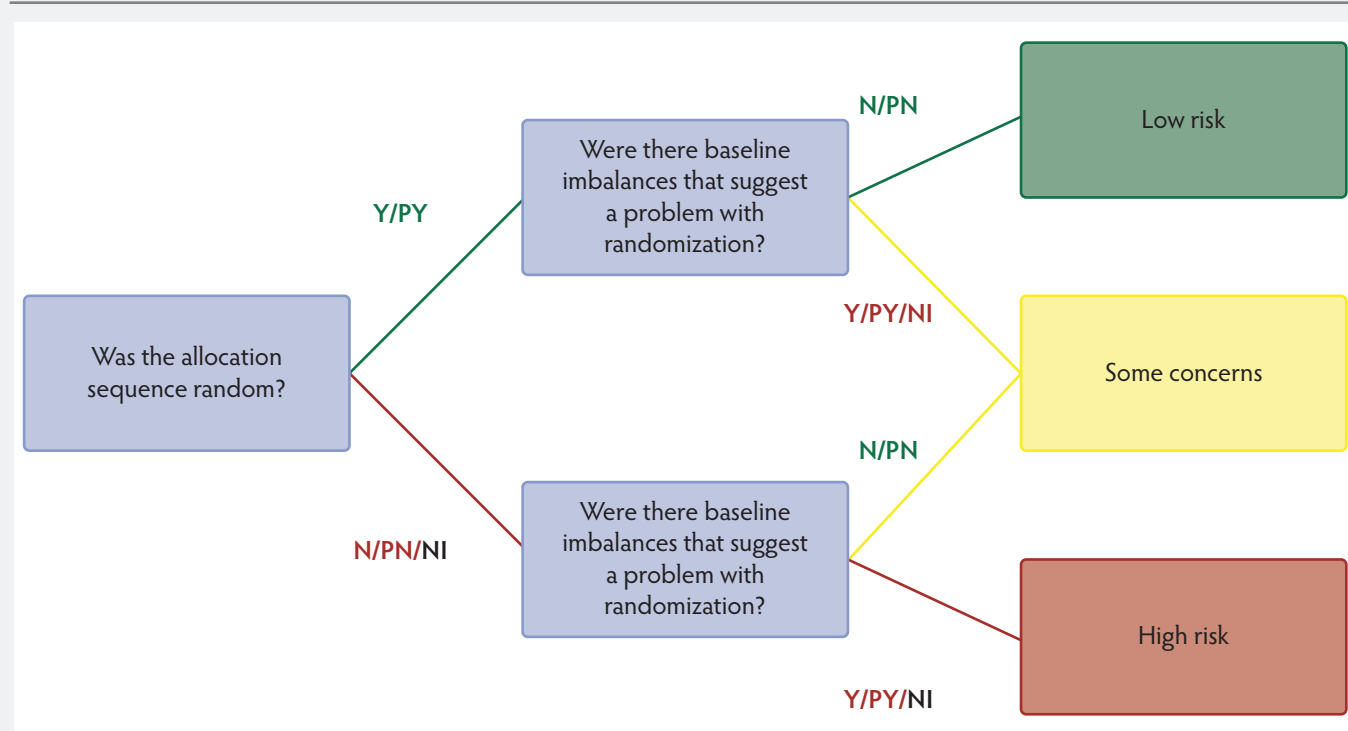 N/PN
Low risk
Were there baseline
imbalances that suggest
a problem with
randomization?
Y/PY
Y/PY/NI
Was the allocation
sequence random?
Some concerns
N/PN
Were there baseline
imbalances that suggest
a problem with
randomization?
N/PN/NI
High risk
Y/PY/NI